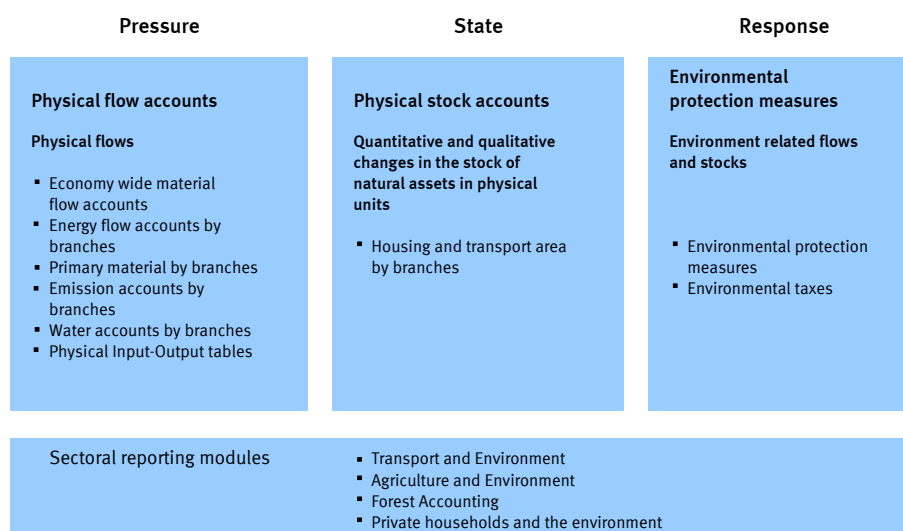 Pressure
State
Response
Physical flow accounts
Physical flows
▪ Economy wide material
flow accounts
▪ Energy flow accounts by
branches
▪ Primary material by branches
▪ Emission accounts by
branches
▪ Water accounts by branches
▪ Physical Input-Output tables
Physical stock accounts
Quantitative and qualitative
changes in the stock of
natural assets in physical
units
▪ Housing and transport area
by branches
Environmental
protection measures
Environment related flows
and stocks
▪ Environmental protection
measures
▪ Environmental taxes
Sectoral reporting modules
▪ Transport and Environment
▪ Agriculture and Environment
▪ Forest Accounting
▪ Private households and the environment